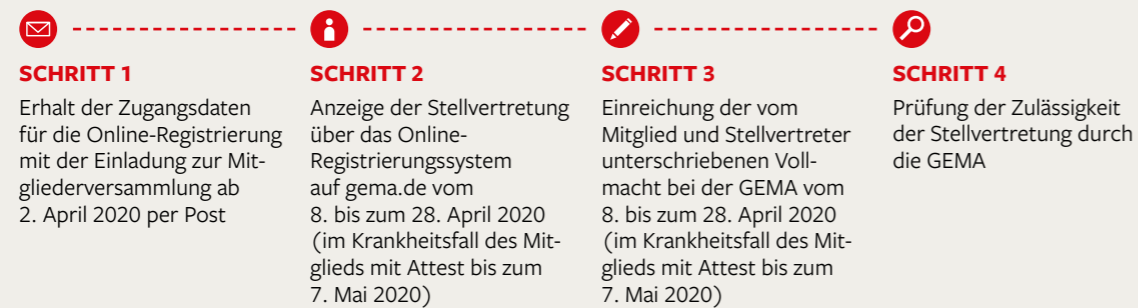 SCHRITT 1
Erhalt der Zugangsdaten
für die Online-Registrierung
mit der Einladung zur Mit-
gliederversammlung ab
2. April 2020 per Post
SCHRITT 2
Anzeige der Stellvertretung
über das Online-
Registrierungssystem
auf gema.de vom
8. bis zum 28. April 2020
(im Krankheitsfall des Mit-
glieds mit Attest bis zum
7. Mai 2020)
SCHRITT 3
Einreichung der vom
Mitglied und Stellvertreter
unterschriebenen Voll-
macht bei der GEMA vom
8. bis zum 28. April 2020
(im Krankheitsfall des Mit-
glieds mit Attest bis zum
7. Mai 2020)
SCHRITT 4
Prüfung der Zulässigkeit
der Stellvertretung durch
die GEMA